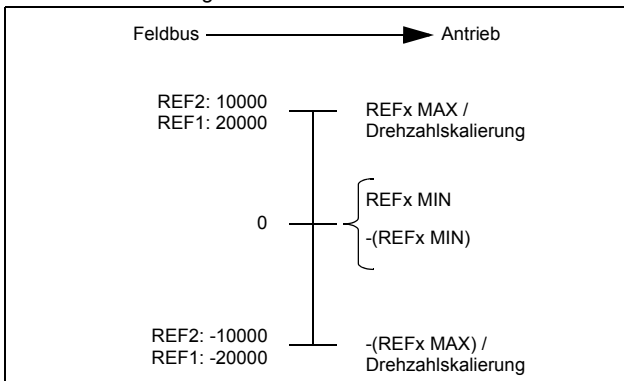 Feldbus Antrieb
REF2: 10000
REF1: 20000
REFx MAX /
Drehzahlskalierung
REFx MIN
0
-(REFx MIN)
REF2: -10000
REF1: -20000
-(REFx MAX) /
Drehzahlskalierung